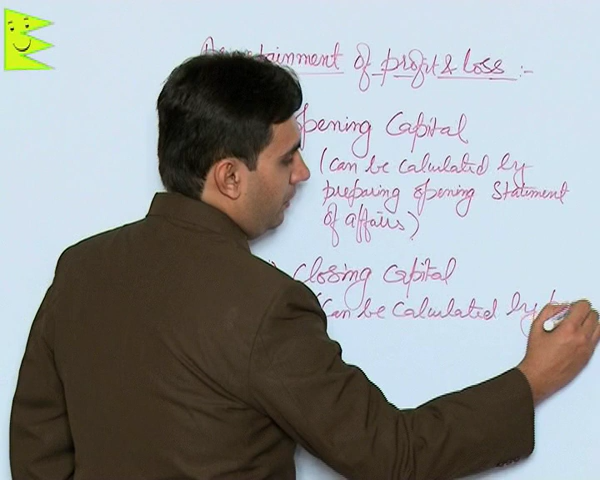 of profit & loss :-
opening Capital
(Can be calculated by
preparing opening Statement
of affairs)
closing Capital
(Can be calculated by